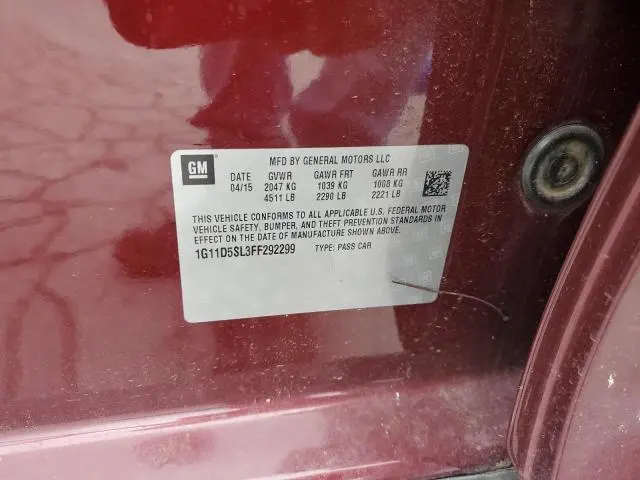 GM
MFD BY GENERAL MOTORS LLC
DATE GVWR GAWR FRT GAWR RR
04/15 2047 KG 1039 KG 1008 KG
4511 LB 2290 LB 2221 LB
THIS VEHICLE CONFORMS TO ALL APPLICABLE U.S. FEDERAL MOTOR
VEHICLE SAFETY, BUMPER, AND THEFT PREVENTION STANDARDS IN
EFFECT ON THE DATE OF MANUFACTURE SHOWN ABOVE.
1G11D5SL3FF292299 TYPE: PASS CAR